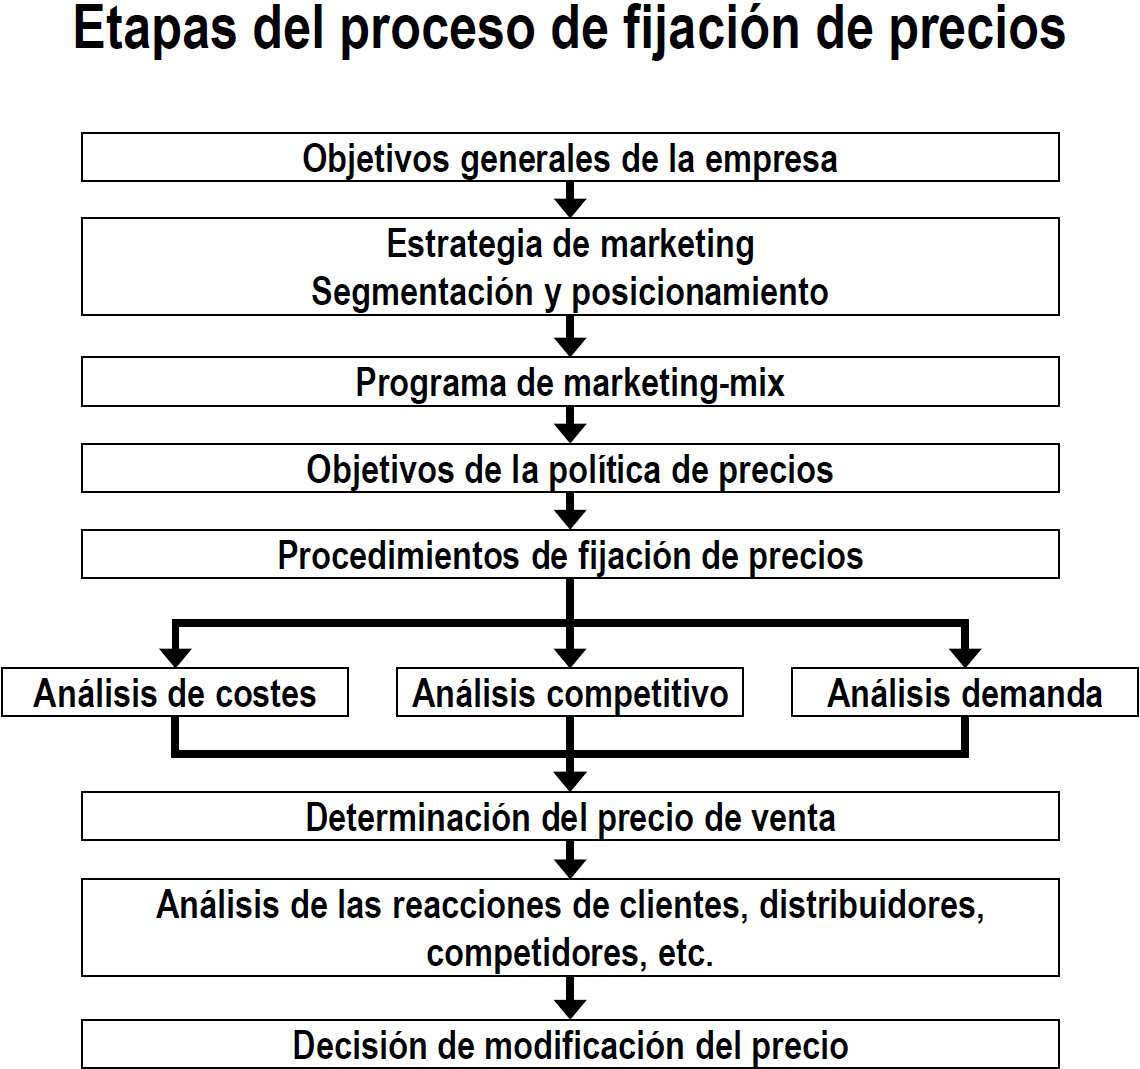 Etapas del proceso de fijación de precios
Objetivos generales de la empresa
Estrategia de marketing
Segmentación y posicionamiento
Programa de marketing-mix
Objetivos de la política de precios
Procedimientos de fijación de precios
Análisis de costes
Análisis competitivo
Análisis demanda
Determinación del precio de venta
Análisis de las reacciones de clientes, distribuidores,
competidores, etc.
Decisión de modificación del precio